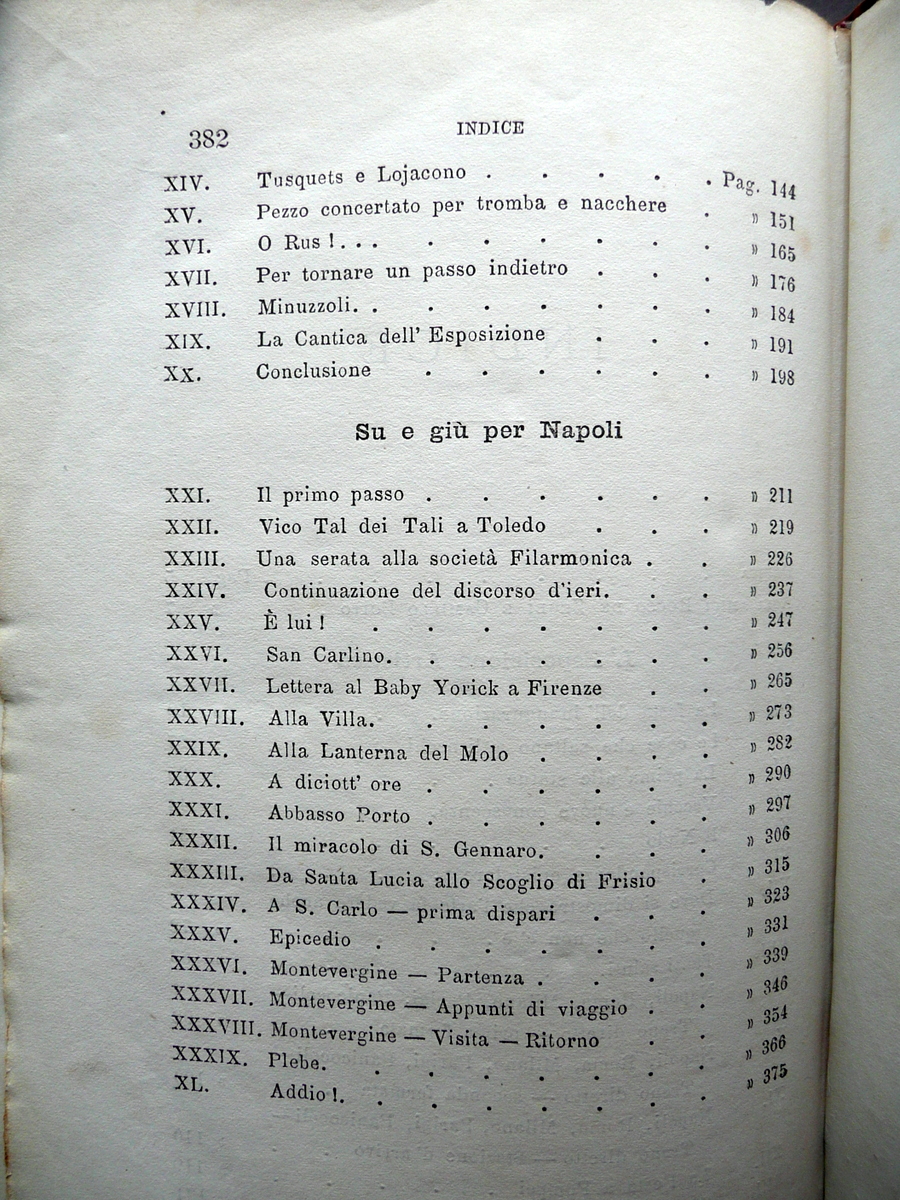 382 INDICE
XIV. Tusquets e Lojacono . . . . . Pag. 144
XV. Pezzo concertato per tromba e nacchere . » 151
XVI. O Rus !. . . . . . . . . » 165
XVII. Per tornare un passo indietro . . . » 176
XVIII. Minuzzoli. . . . . . . . » 184
XIX. La Cantica dell' Esposizione . . . » 191
XX. Conclusione . . . . . . » 198
Su e giù per Napoli
XXI. Il primo passo . . . . . . » 211
XXII. Vico Tal dei Tali a Toledo . . . » 219
XXIII. Una serata alla società Filarmonica . . » 226
XXIV. Continuazione del discorso d'ieri. . . » 237
XXV. È lui ! . . . . . . . » 247
XXVI. San Carlino. . . . . . . » 256
XXVII. Lettera al Baby Yorick a Firenze . . » 265
XXVIII. Alla Villa. . . . . . . » 273
XXIX. Alla Lanterna del Molo . . . . » 282
XXX. A diciott' ore . . . . . . » 290
XXXI. Abbasso Porto . . . . . . » 297
XXXII. Il miracolo di S. Gennaro. . . . » 306
XXXIII. Da Santa Lucia allo Scoglio di Frisio . » 315
XXXIV. A S. Carlo — prima dispari . . . » 323
XXXV. Epicedio . . . . . . . » 331
XXXVI. Montevergine — Partenza . . . . » 339
XXXVII. Montevergine — Appunti di viaggio . . » 346
XXXVIII. Montevergine — Visita — Ritorno . . » 354
XXXIX. Plebe. . . . . . . . » 366
XL. Addio !. . . . . . . » 375